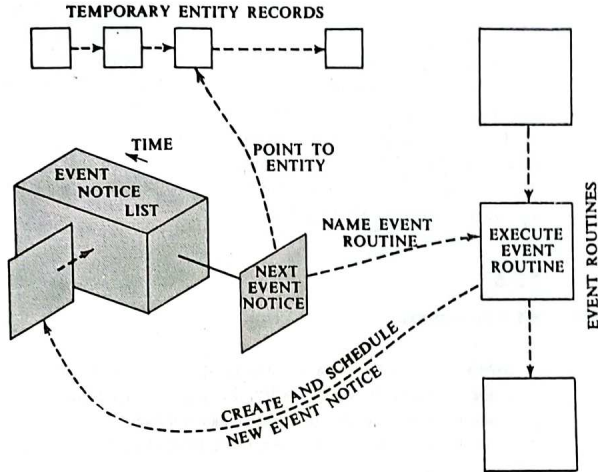 TEMPORARY ENTITY RECORDS
TIME
EVENT
NOTICE
LIST
POINT TO
ENTITY
NAME EVENT
ROUTINE
NEXT
EVENT
NOTICE
EXECUTE
EVENT
ROUTINE
EVENT ROUTINES
CREATE AND SCHEDULE
NEW EVENT NOTICE